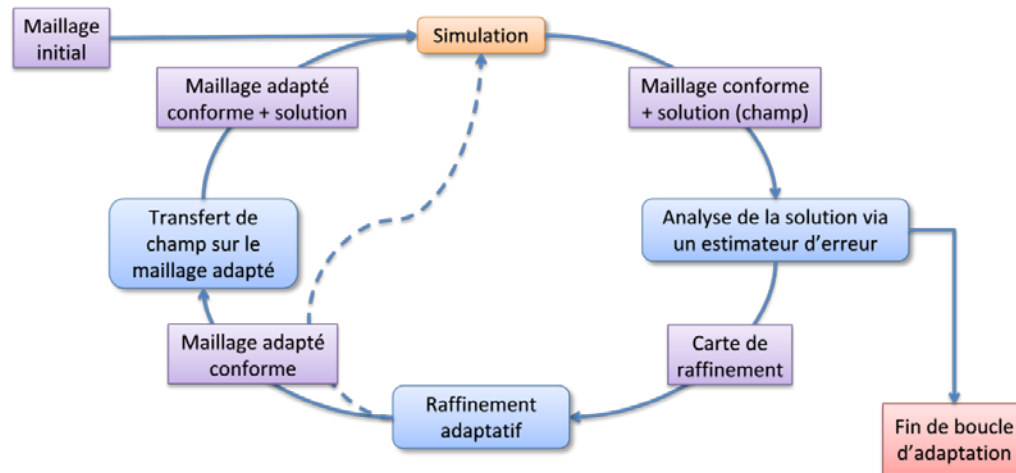 Maillage
initial
Simulation
Maillage adapté
conforme + solution
Maillage conforme
+ solution (champ)
Transfert de
champ sur le
maillage adapté
Analyse de la solution via
un estimateur d’erreur
Maillage adapté
conforme
Carte de
raffinement
Raffinement
adaptatif
Fin de boucle
d’adaptation